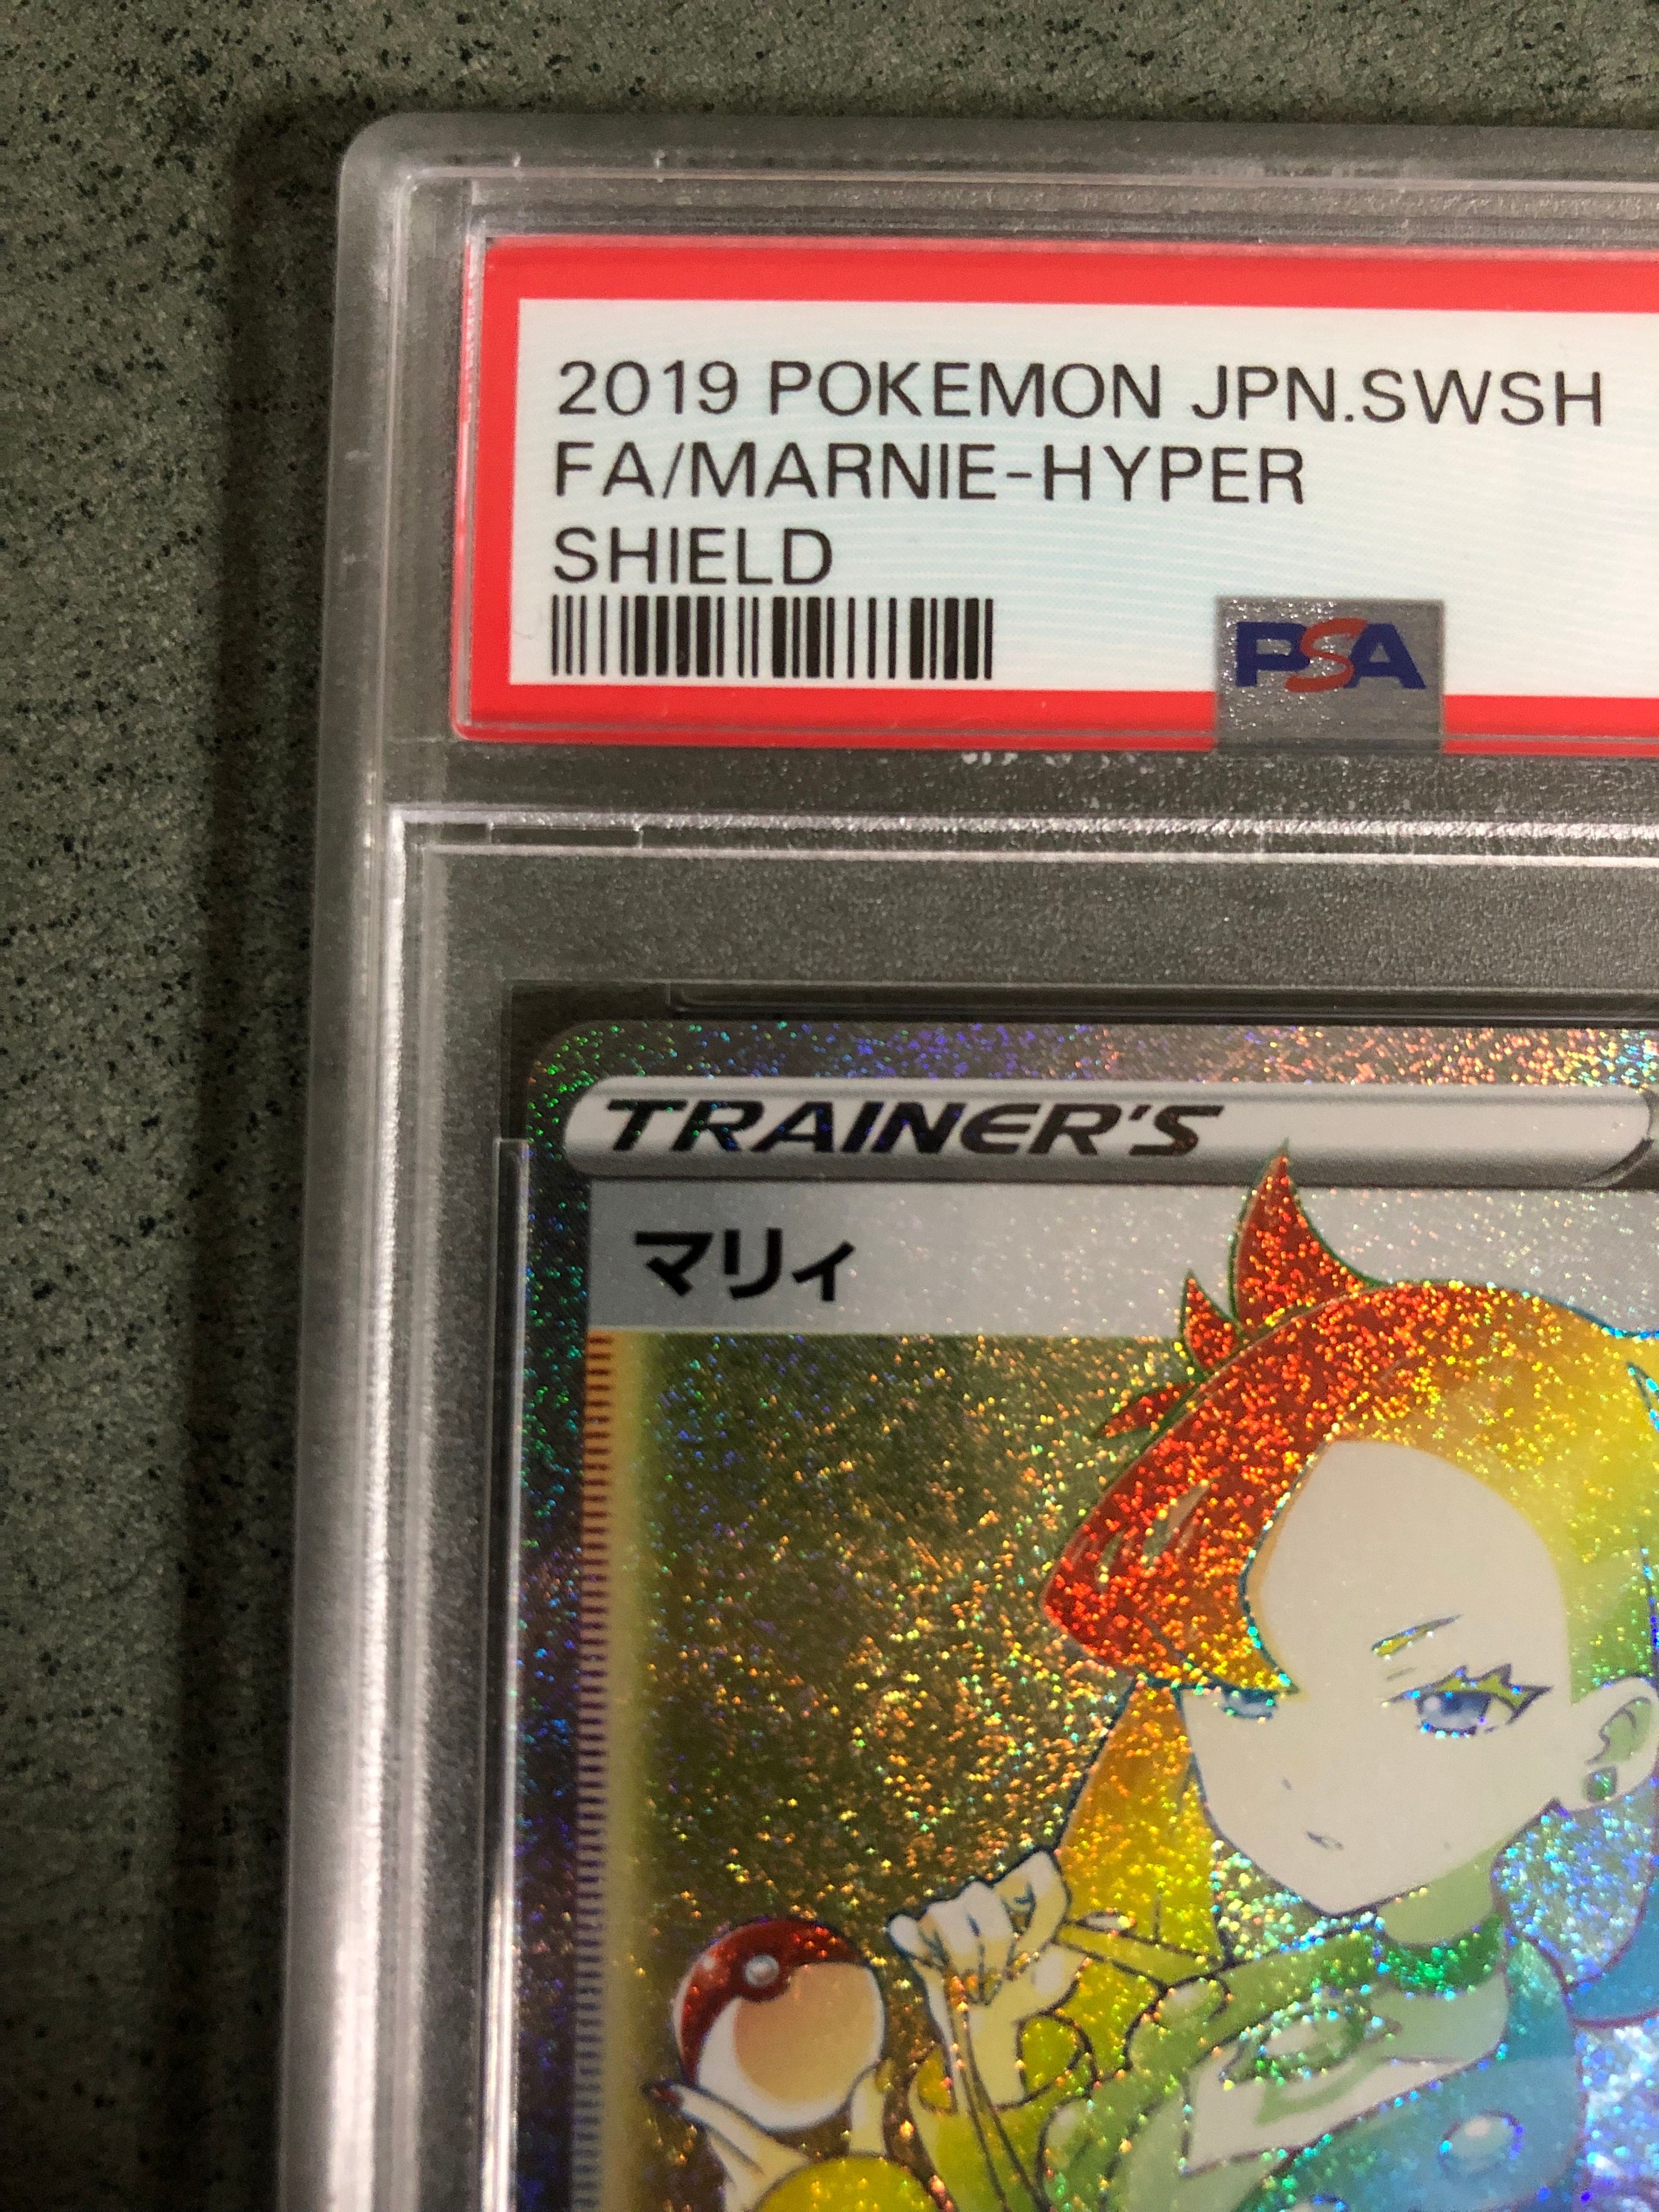 2019 POKEMON JPN.SWSH
FA/MARNIE-HYPER
SHIELD
PSA
TRAINER'S
マリィ